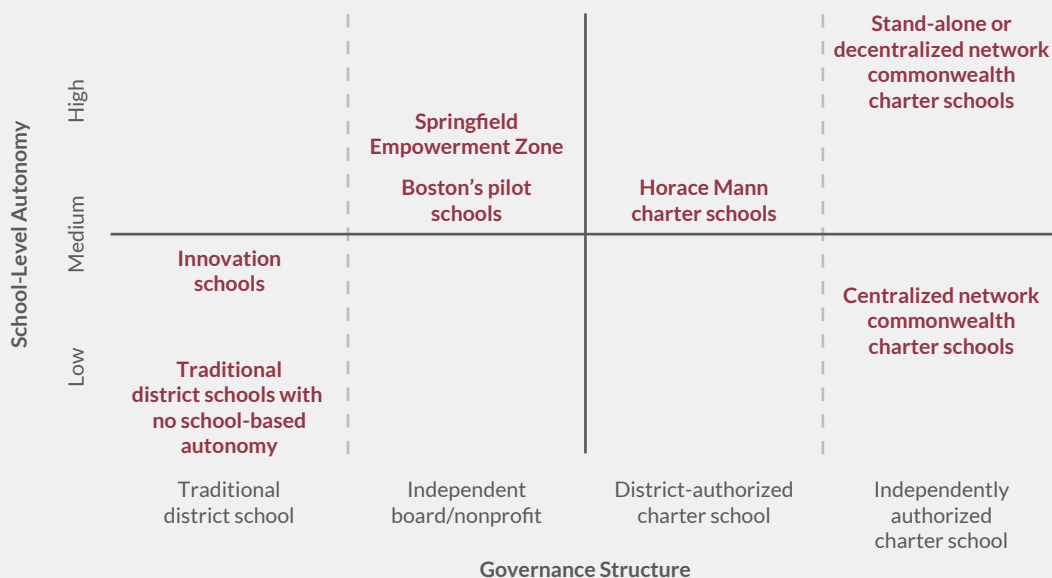 School-Level Autonomy
High
Medium
Low
Stand-alone or
decentralized network
commonwealth
charter schools
Springfield
Empowerment Zone
Boston’s pilot
schools
Horace Mann
charter schools
Innovation
schools
Centralized network
commonwealth
charter schools
Traditional
district schools with
no school-based
autonomy
Traditional
district school
Independent
board/nonprofit
District-authorized
charter school
Independently
authorized
charter school
Governance Structure